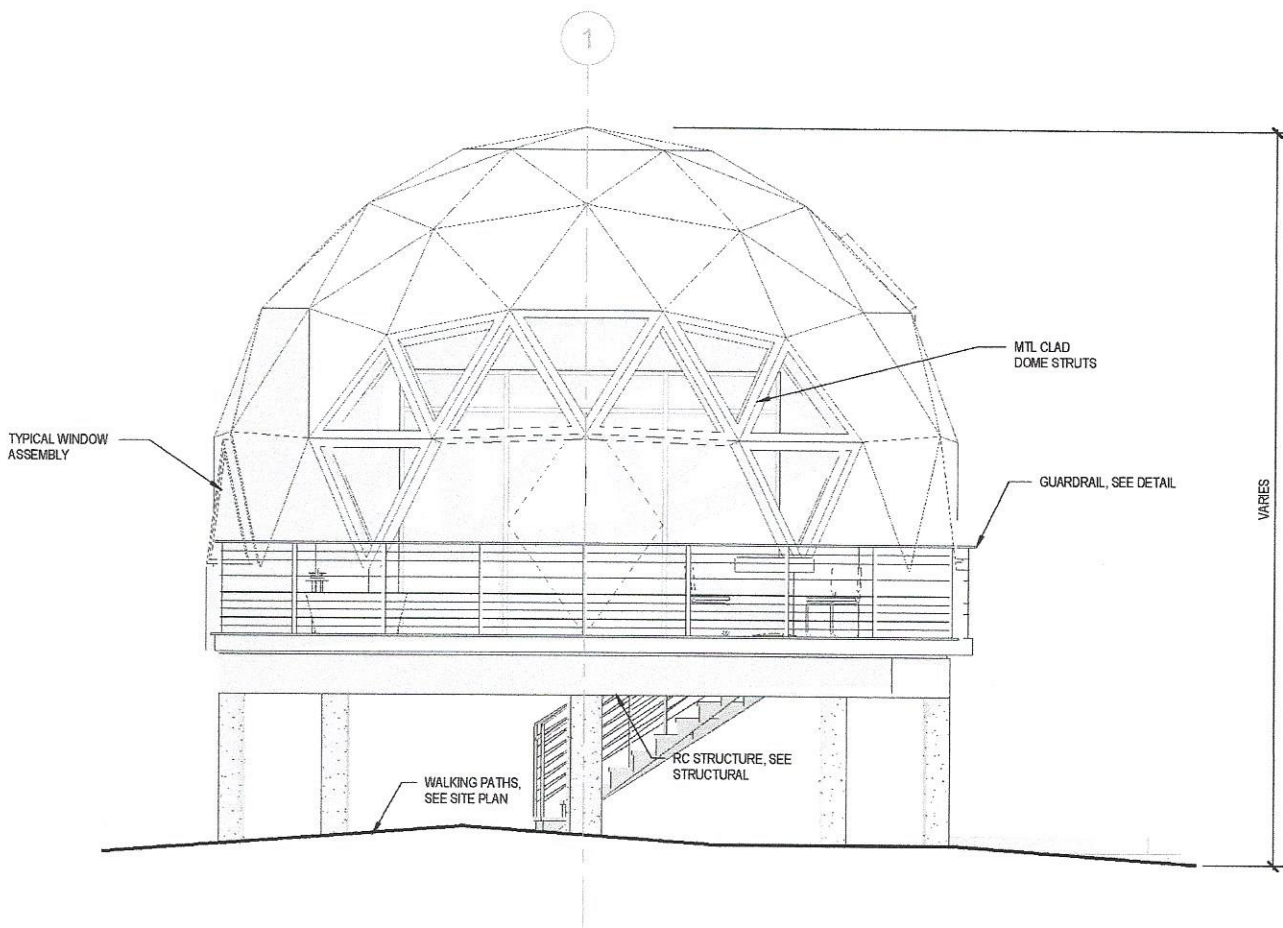 1
MTL CLAD
DOME STRUTS
TYPICAL WINDOW
ASSEMBLY
GUARDRAIL, SEE DETAIL
VARIES
RC STRUCTURE, SEE
STRUCTURAL
WALKING PATHS,
SEE SITE PLAN